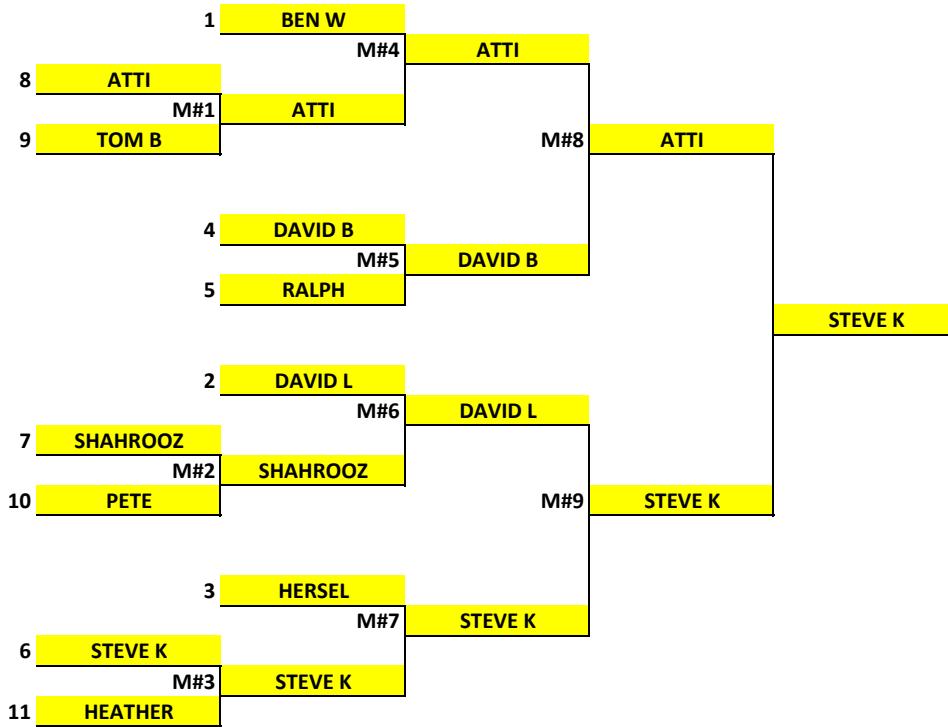 1 BEN W
M#4 ATTI
8 ATTI
M#1 ATTI
9 TOM B M#8 ATTI
4 DAVID B
M#5 DAVID B
5 RALPH
STEVE K
2 DAVID L
M#6 DAVID L
7 SHAHROOZ
M#2 SHAHROOZ
10 PETE M#9 STEVE K
3 HERSEL
M#7 STEVE K
6 STEVE K
M#3 STEVE K
11 HEATHER